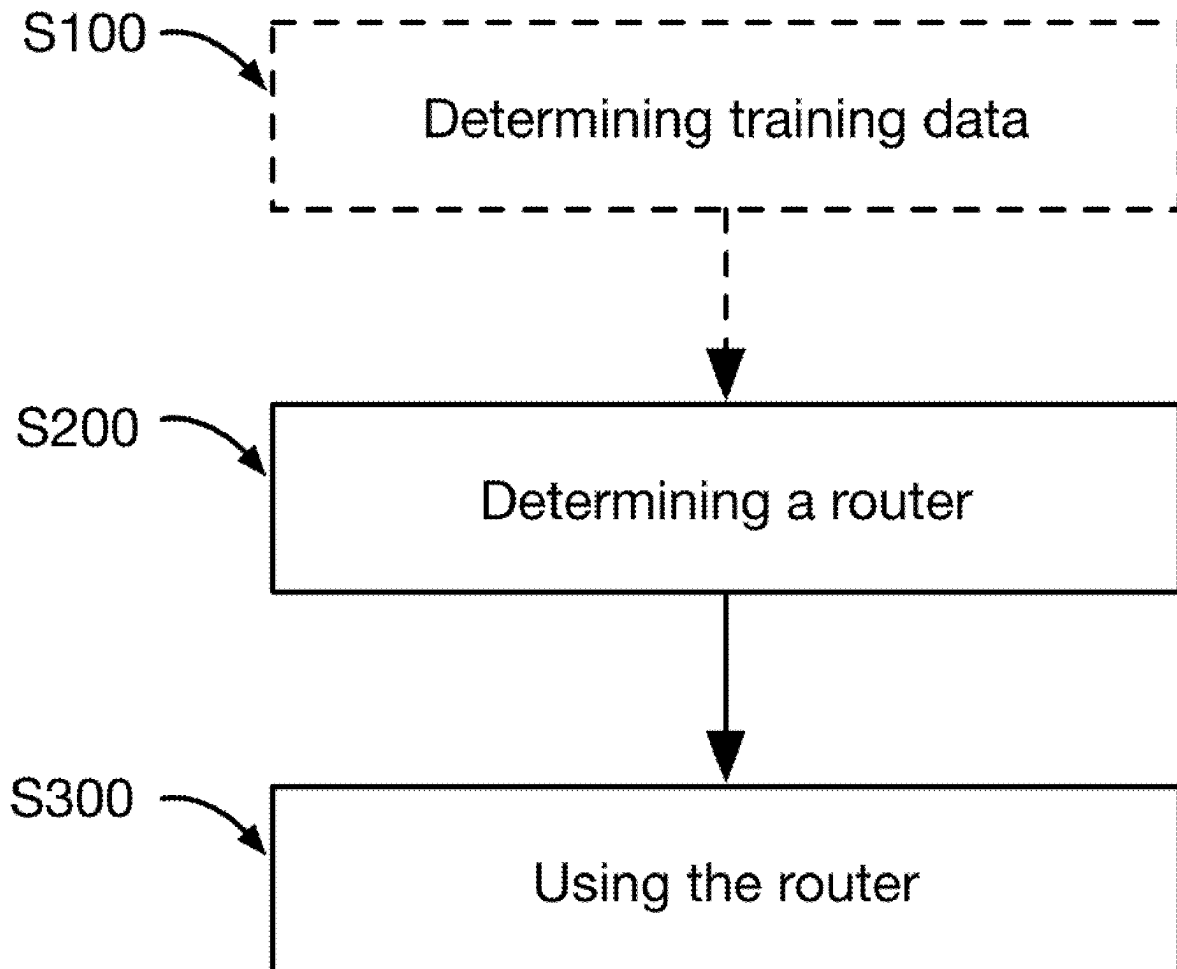 S100
Determining training data
S200
Determining a router
S300
Using the router